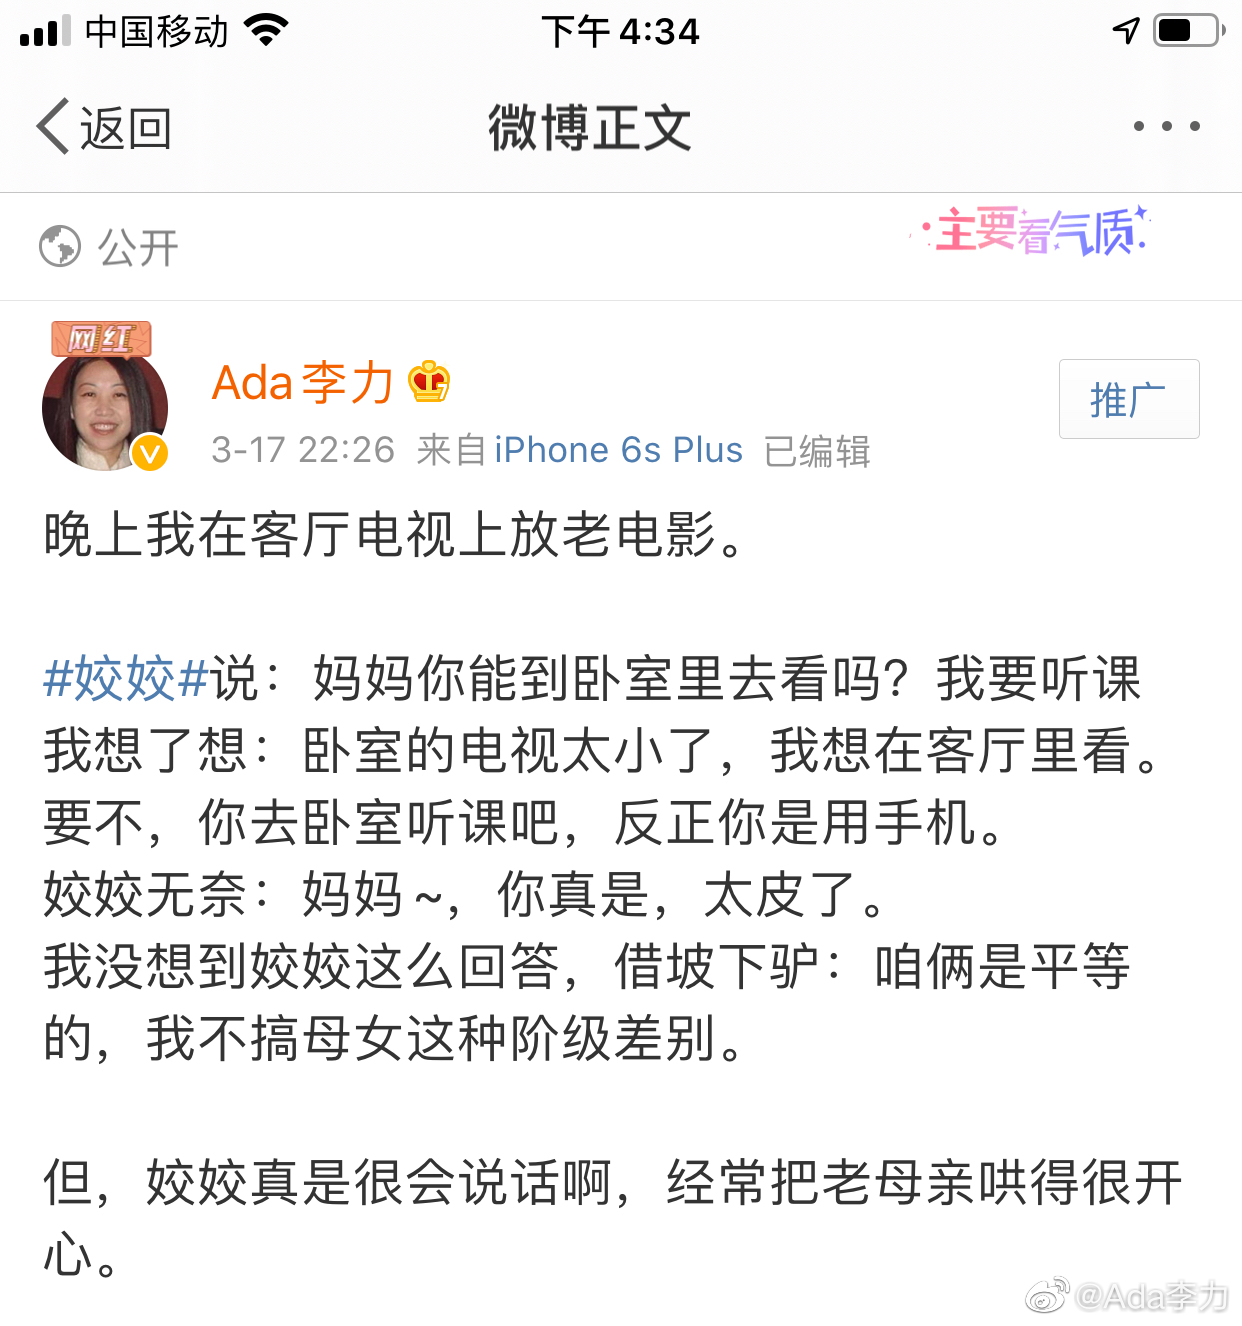 中国移动 下午4:34
返回 微博正文
公开 主要看气质
网红
Ada李力
推广
3-17 22:26 来自 iPhone 6s Plus 已编辑
晚上我在客厅电视上放老电影。
#姣姣#说：妈妈你能到卧室里去看吗？我要听课
我想了想：卧室的电视太小了，我想在客厅里看。
要不，你去卧室听课吧，反正你是用手机。
姣姣无奈：妈妈~，你真是，太皮了。
我没想到姣姣这么回答，借坡下驴：咱俩是平等
的，我不搞母女这种阶级差别。
但，姣姣真是很会说话啊，经常把老母亲哄得很开
心。
@Ada李力